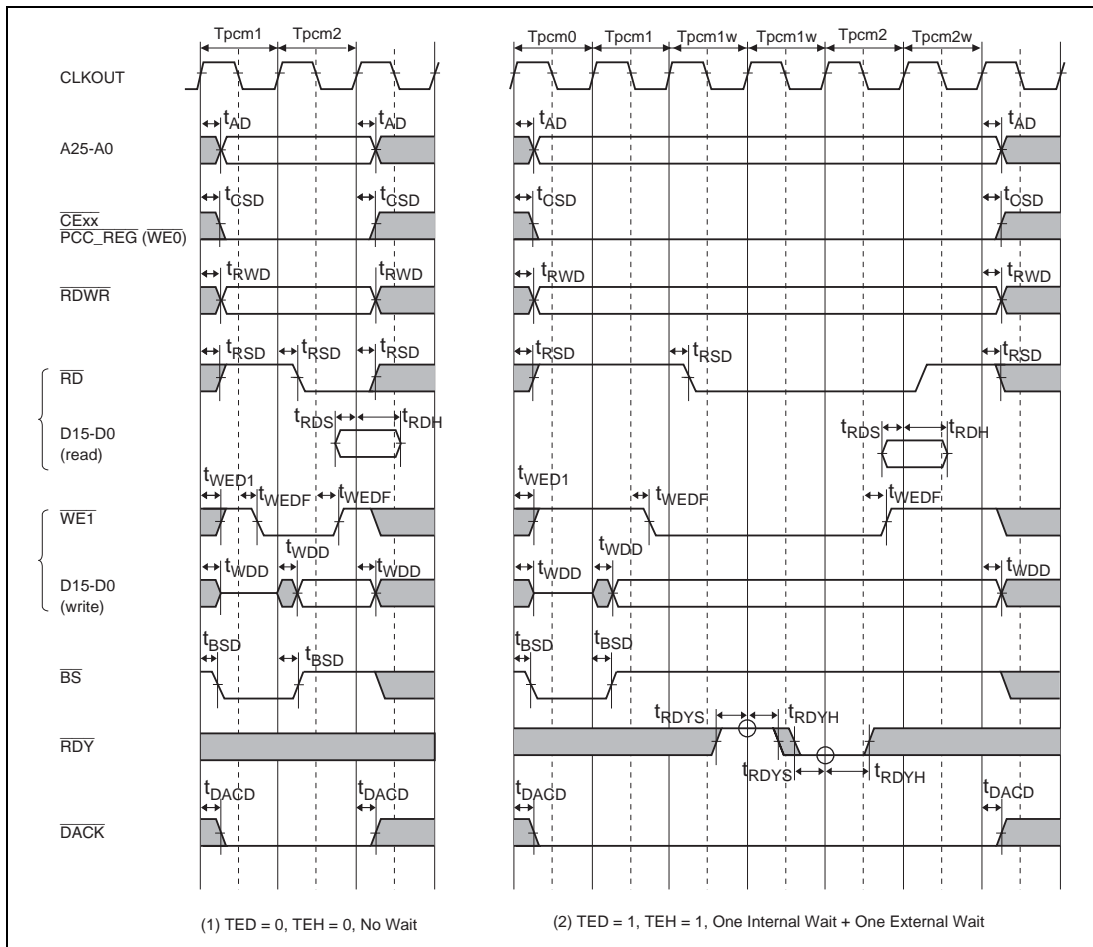 Tpcm1 Tpcm2 Tpcm0 Tpcm1 Tpcm1w Tpcm1w Tpcm2 Tpcm2w
CLKOUT
tAD tAD tAD tAD
A25-A0
tCSD tCSD tCSD tCSD
CExx
PCC_REG (WE0)
tRWD tRWD tRWD tRWD
RDWR
tRSD tRSD tRSD tRSD tRSD tRSD
RD
tRDS tRDH tRDS tRDH
D15-D0
(read)
tWED1 tWEDF tWEDF tWED1 tWEDF tWEDF
WE1
tWDD tWDD
tWDD tWDD tWDD tWDD
D15-D0
(write)
tBSD tBSD tBSD tBSD
BS
tRDYS tRDYH
RDY
tRDYS tRDYH
tDACD tDACD tDACD tDACD
DACK
(1) TED = 0, TEH = 0, No Wait (2) TED = 1, TEH = 1, One Internal Wait + One External Wait